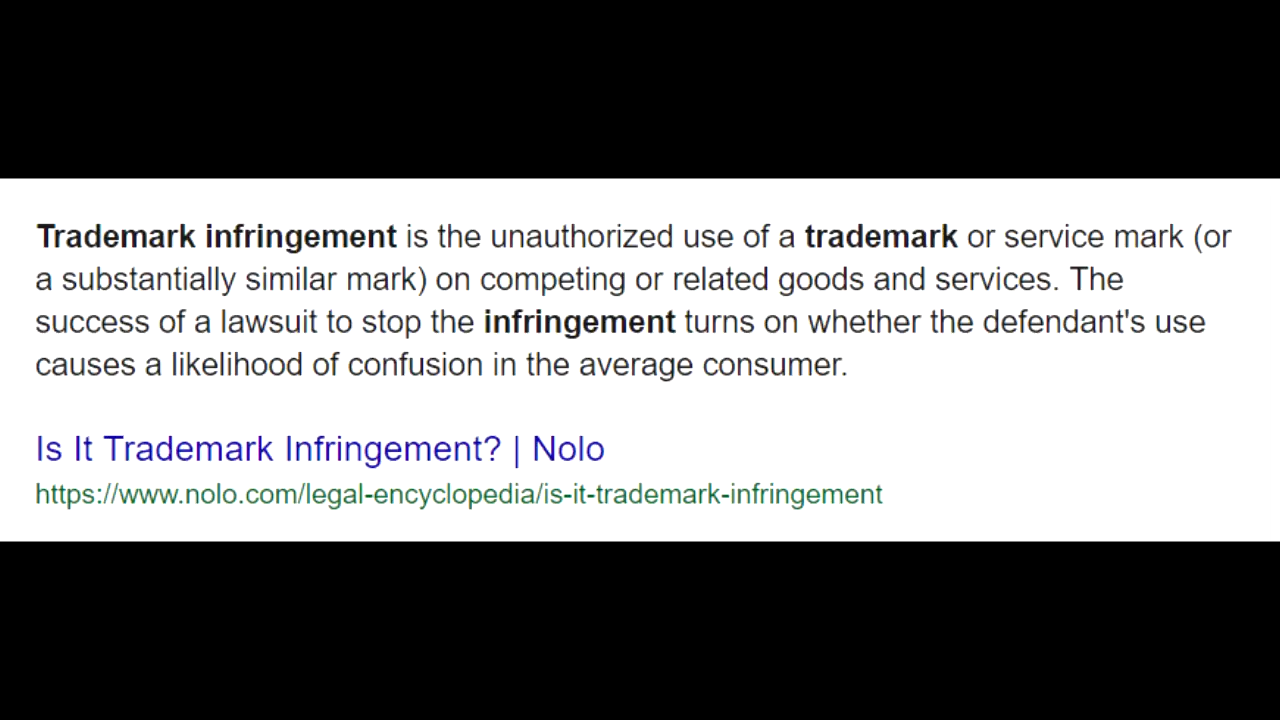 Trademark infringement is the unauthorized use of a trademark or service mark (or
a substantially similar mark) on competing or related goods and services. The
success of a lawsuit to stop the infringement turns on whether the defendant's use
causes a likelihood of confusion in the average consumer.
Is It Trademark Infringement? | Nolo
https://www.nolo.com/legal-encyclopedia/is-it-trademark-infringement